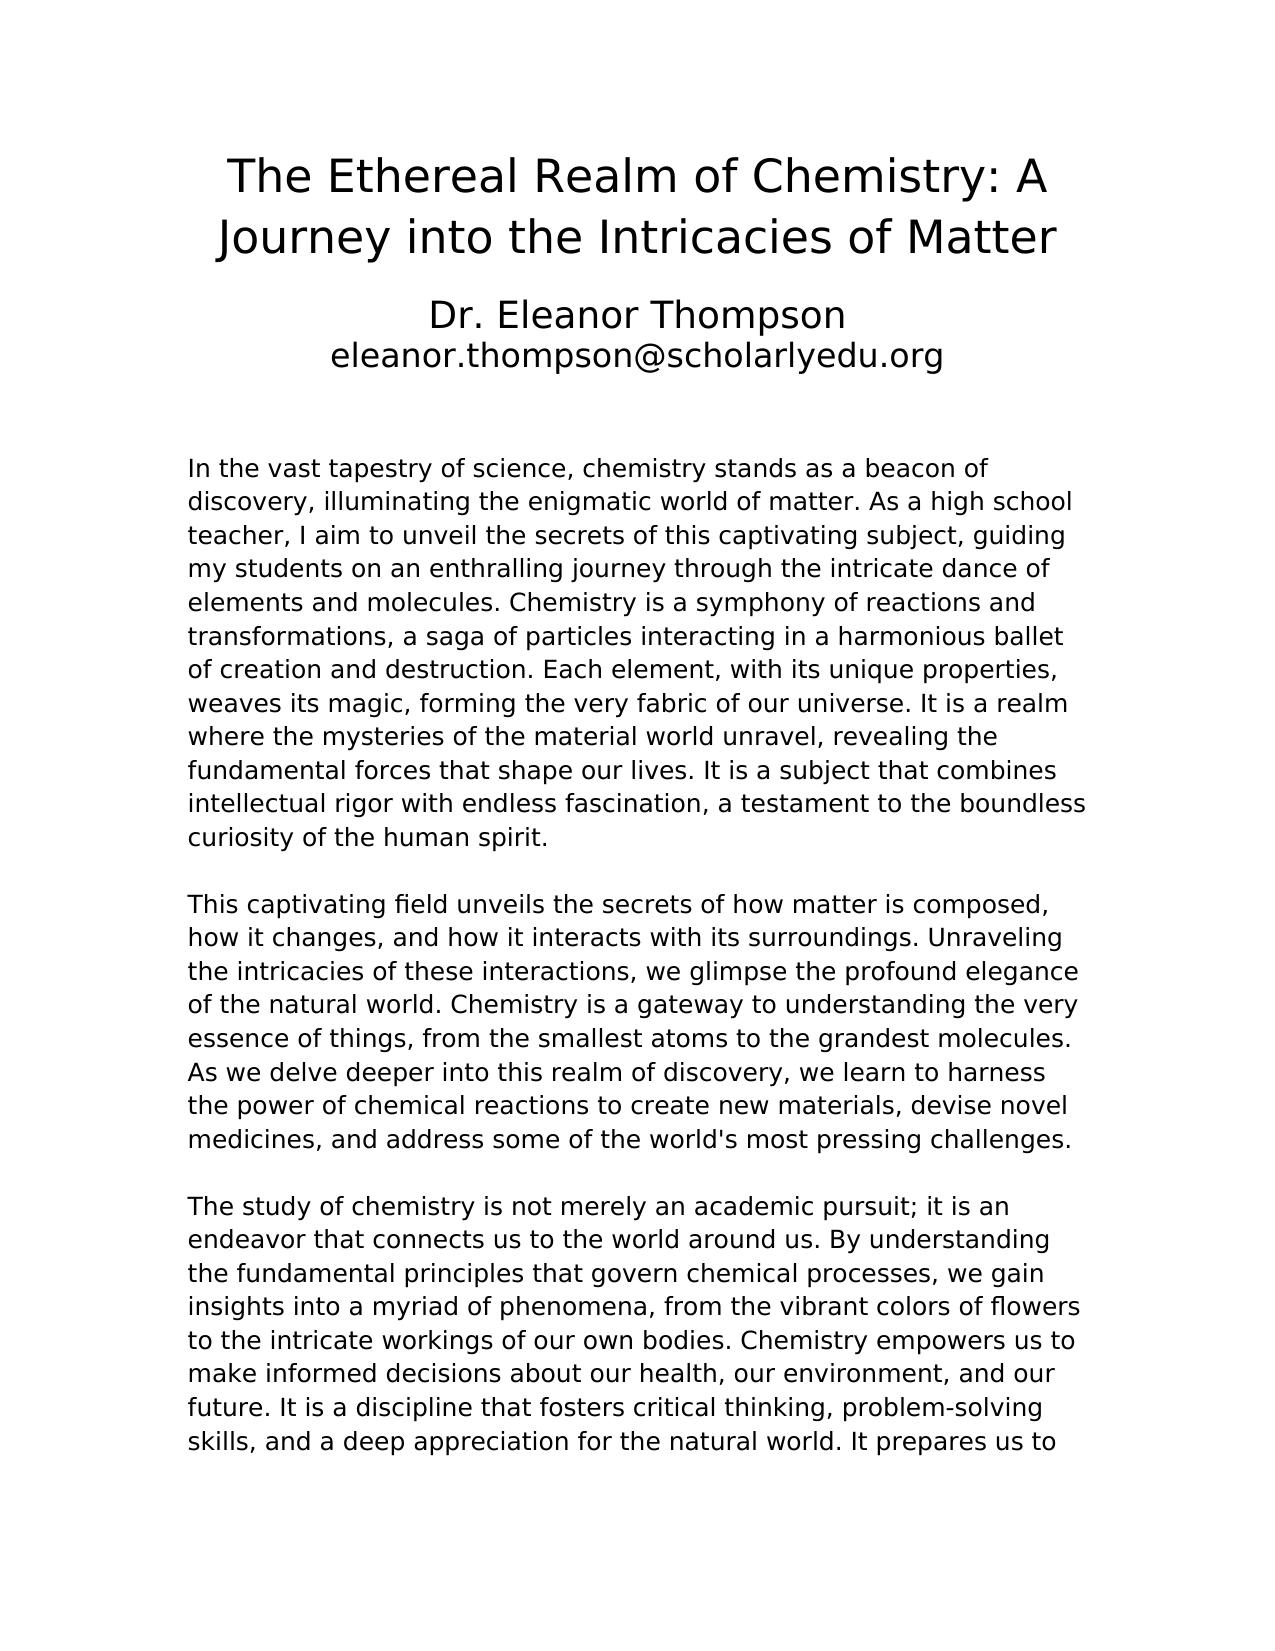 The Ethereal Realm of Chemistry: A
Journey into the Intricacies of Matter
Dr. Eleanor Thompson
eleanor.thompson@scholarlyedu.org
In the vast tapestry of science, chemistry stands as a beacon of
discovery, illuminating the enigmatic world of matter. As a high school
teacher, I aim to unveil the secrets of this captivating subject, guiding
my students on an enthralling journey through the intricate dance of
elements and molecules. Chemistry is a symphony of reactions and
transformations, a saga of particles interacting in a harmonious ballet
of creation and destruction. Each element, with its unique properties,
weaves its magic, forming the very fabric of our universe. It is a realm
where the mysteries of the material world unravel, revealing the
fundamental forces that shape our lives. It is a subject that combines
intellectual rigor with endless fascination, a testament to the boundless
curiosity of the human spirit.
This captivating field unveils the secrets of how matter is composed,
how it changes, and how it interacts with its surroundings. Unraveling
the intricacies of these interactions, we glimpse the profound elegance
of the natural world. Chemistry is a gateway to understanding the very
essence of things, from the smallest atoms to the grandest molecules.
As we delve deeper into this realm of discovery, we learn to harness
the power of chemical reactions to create new materials, devise novel
medicines, and address some of the world's most pressing challenges.
The study of chemistry is not merely an academic pursuit; it is an
endeavor that connects us to the world around us. By understanding
the fundamental principles that govern chemical processes, we gain
insights into a myriad of phenomena, from the vibrant colors of flowers
to the intricate workings of our own bodies. Chemistry empowers us to
make informed decisions about our health, our environment, and our
future. It is a discipline that fosters critical thinking, problem-solving
skills, and a deep appreciation for the natural world. It prepares us to